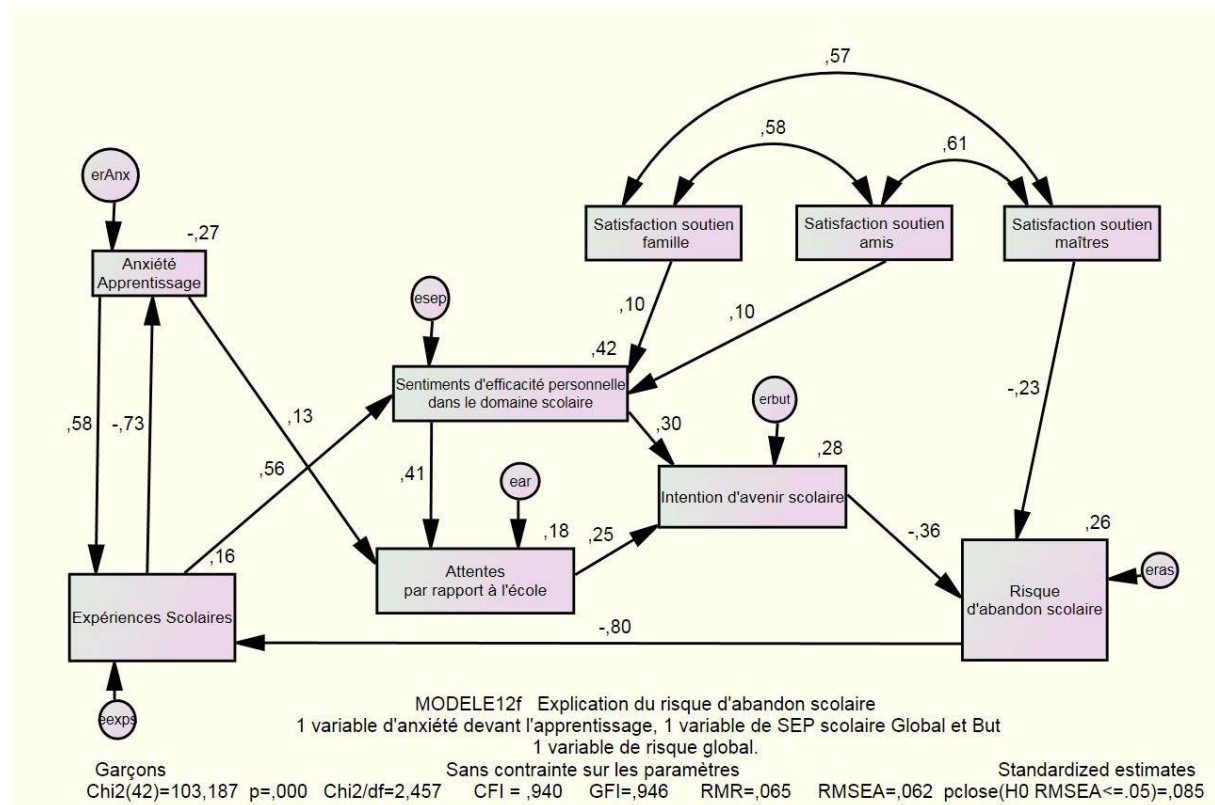 ,57
,58
,61
erAnx
Satisfaction soutien
famille
Satisfaction soutien
amis
Satisfaction soutien
maîtres
-,27
Anxiété
Apprentissage
esep
,10
,10
,42
Sentiments d'efficacité personnelle
dans le domaine scolaire
erbut
-,23
,58
-,73
,13
,30
,56
,41
ear
,28
Intention d'avenir scolaire
,18
,25
-,36
,26
,16
Attentes
par rapport à l'école
eras
Expériences Scolaires
Risque
d'abandon scolaire
-,80
eexps
MODELE12f Explication du risque d'abandon scolaire
1 variable d'anxiété devant l'apprentissage, 1 variable de SEP scolaire Global et But
1 variable de risque global.
Garçons Sans contrainte sur les paramètres Standardized estimates
Chi2(42)=103,187 p=,000 Chi2/df=2,457 CFI = ,940 GFI=,946 RMR=,065 RMSEA=,062 pclose(H0 RMSEA<=.05)=,085